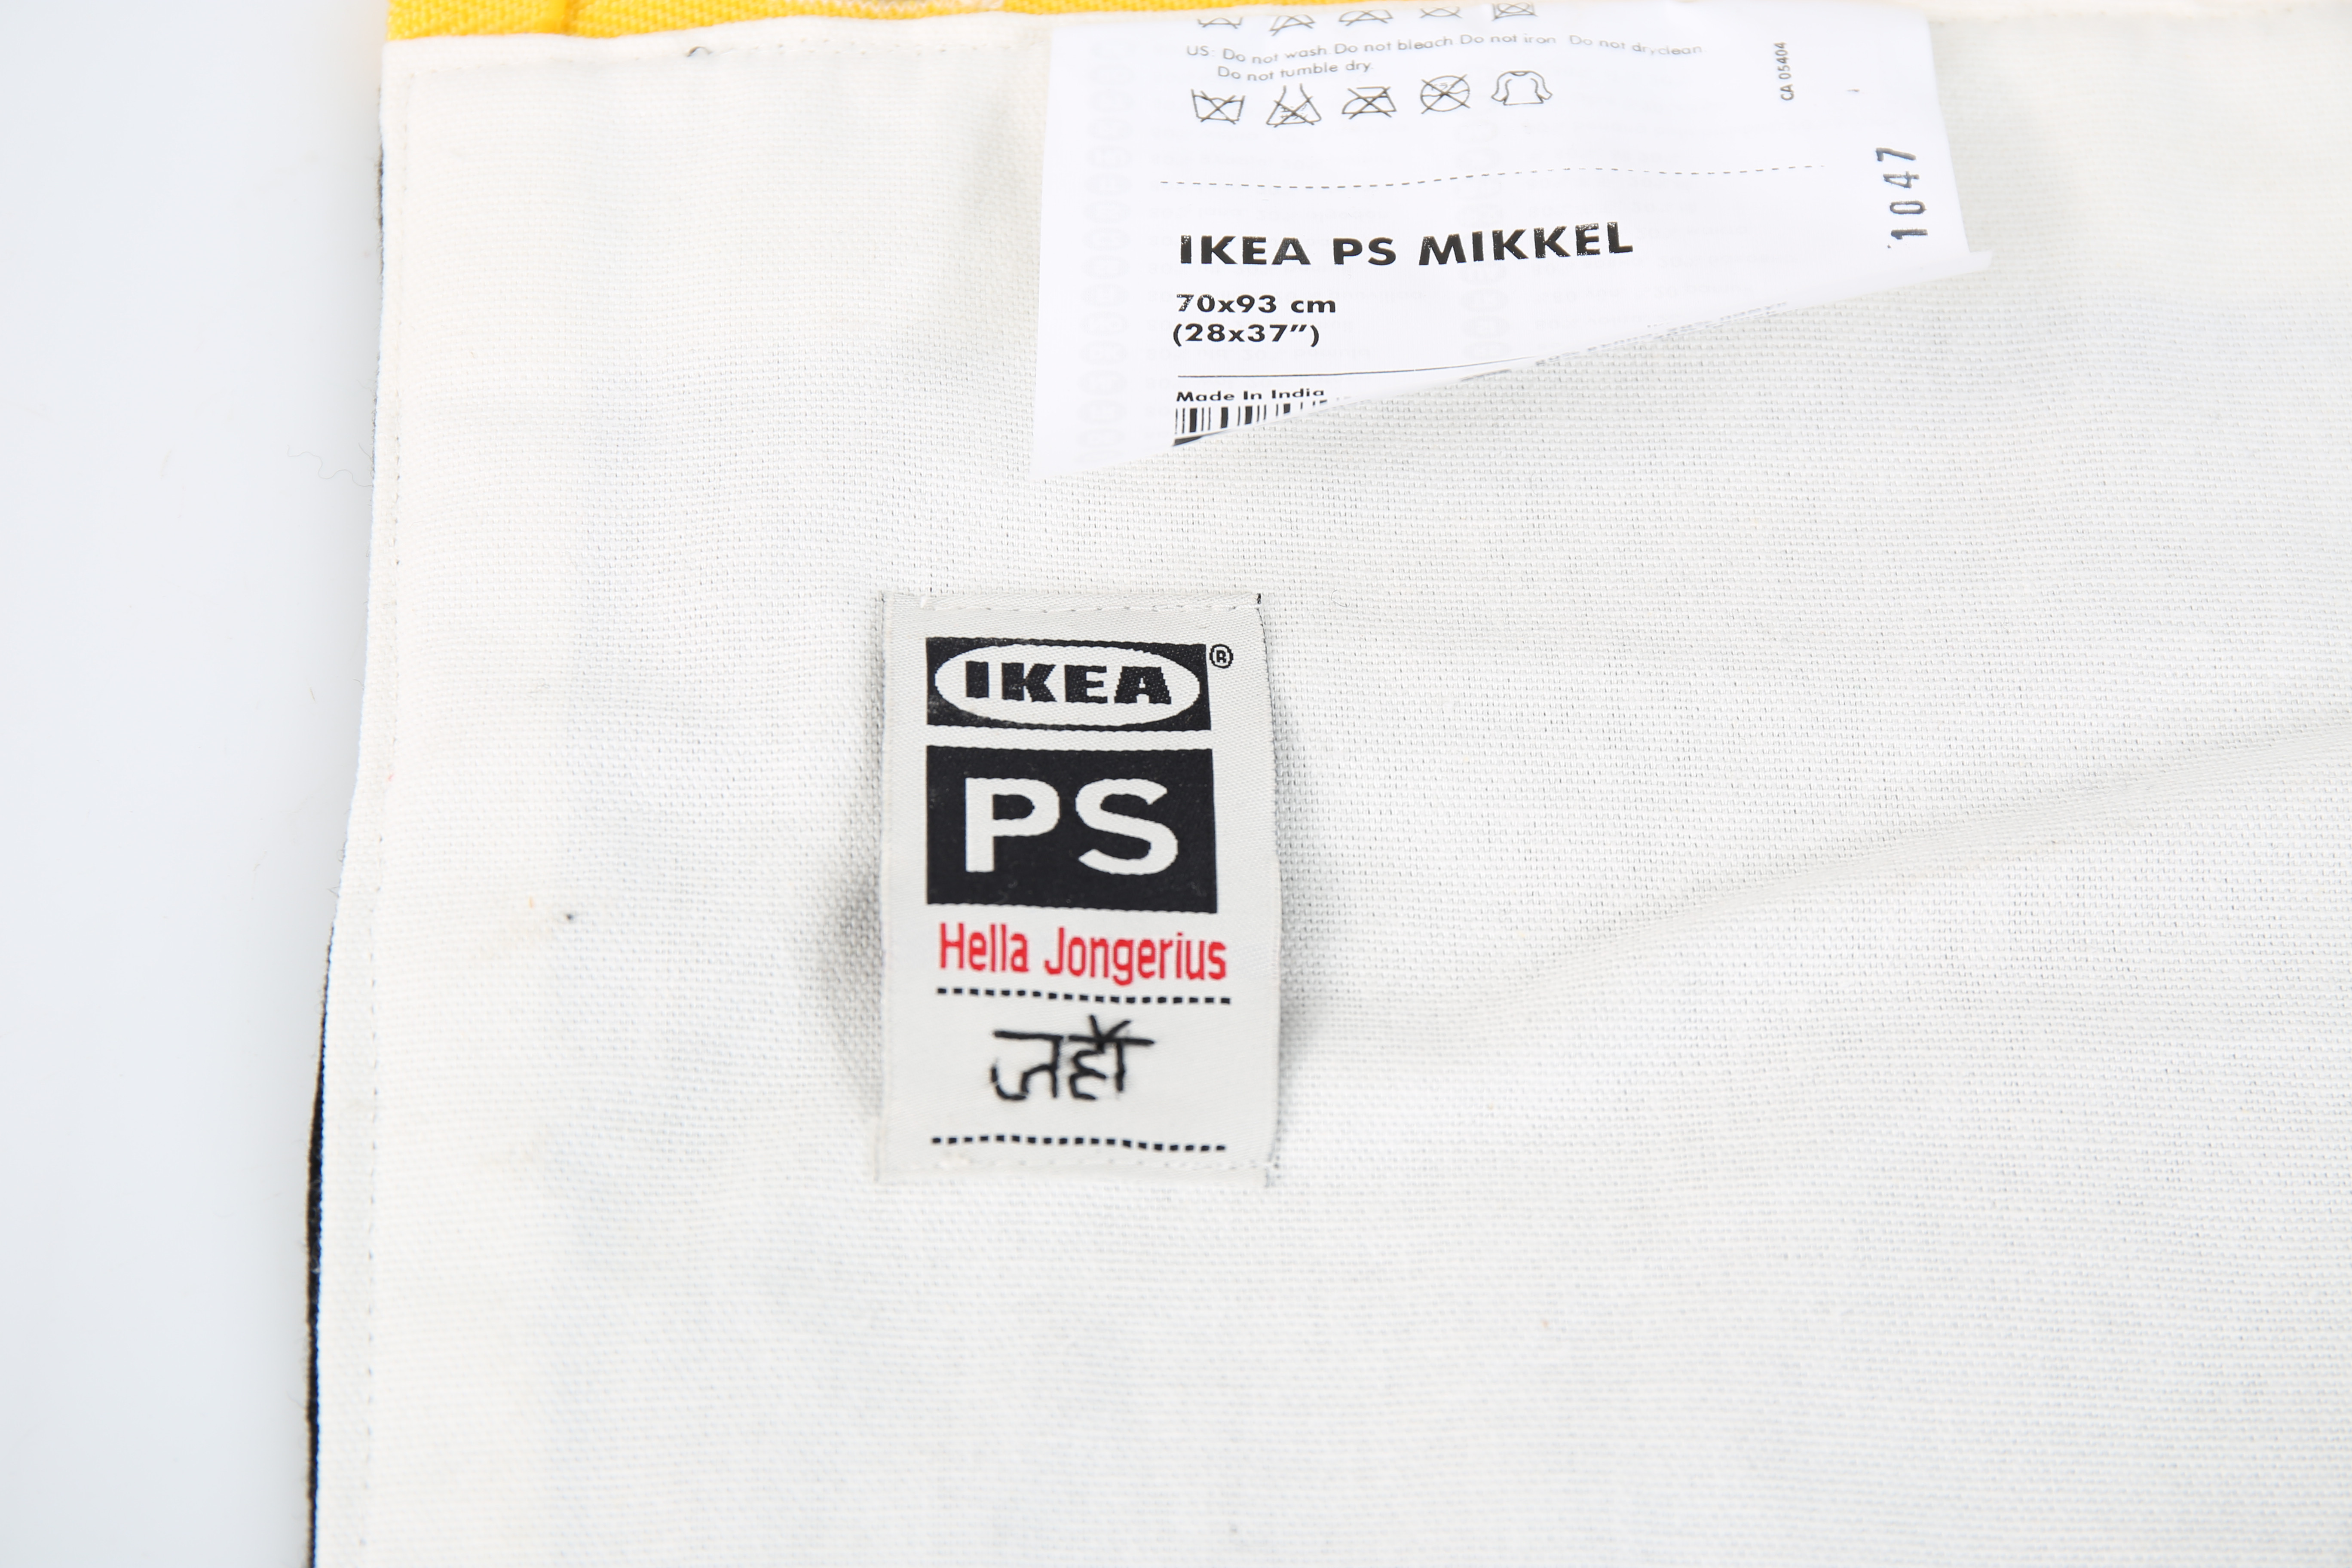 US: Do not wash Do not bleach Do not iron Do not dryclean
Do not tumble dry.
CA 05404
1047
IKEA PS MIKKEL
70x93 cm
(28x37”)
Made In India
IKEA®
PS
Hella Jongerius
जहाँ